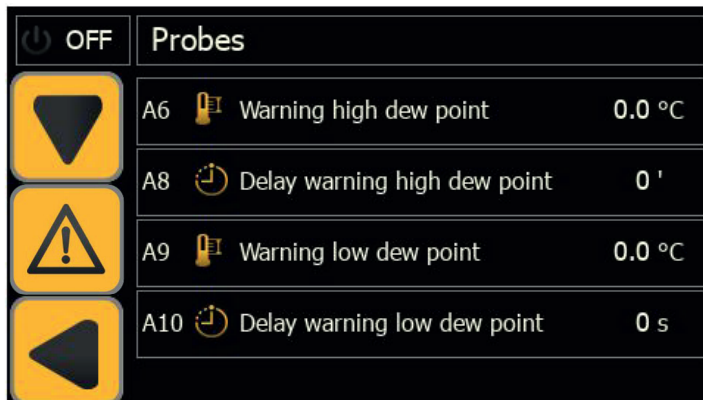 OFF Probes
A6 Warning high dew point 0.0 °C
A8 Delay warning high dew point 0 '
A9 Warning low dew point 0.0 °C
A10 Delay warning low dew point 0 s